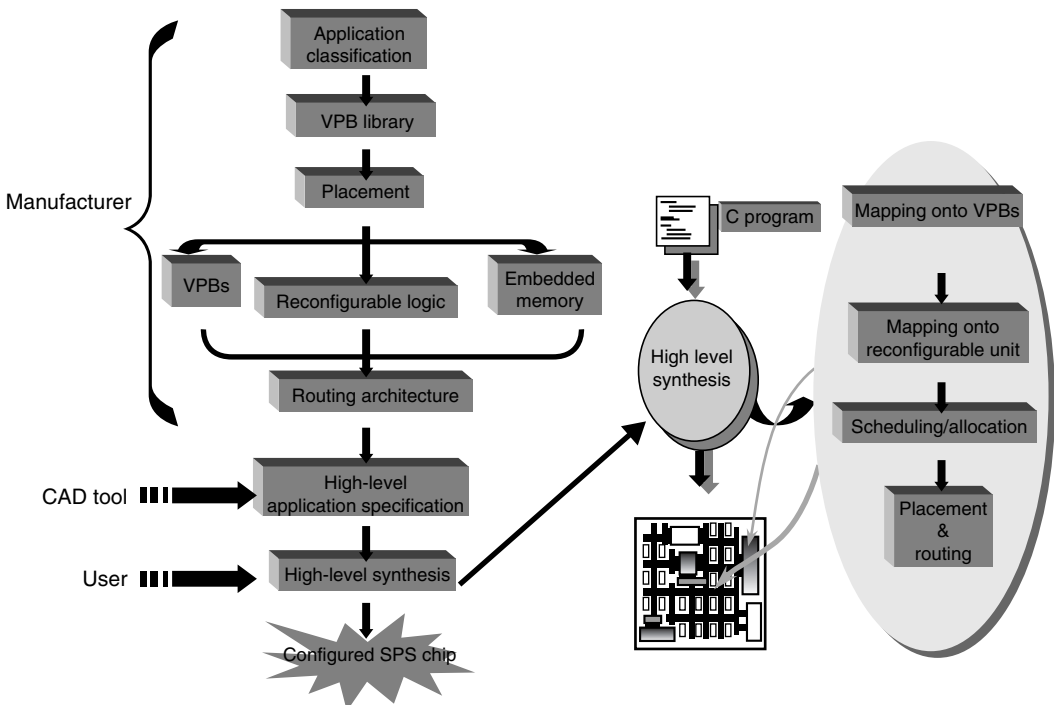 Application
classification
VPB library
Placement
Manufacturer
VPBs
Reconfigurable logic
Embedded
memory
Routing architecture
CAD tool
High-level
application specification
User
High-level synthesis
Configured SPS chip
C program
High level
synthesis
Mapping onto VPBs
Mapping onto
reconfigurable unit
Scheduling/allocation
Placement
&
routing